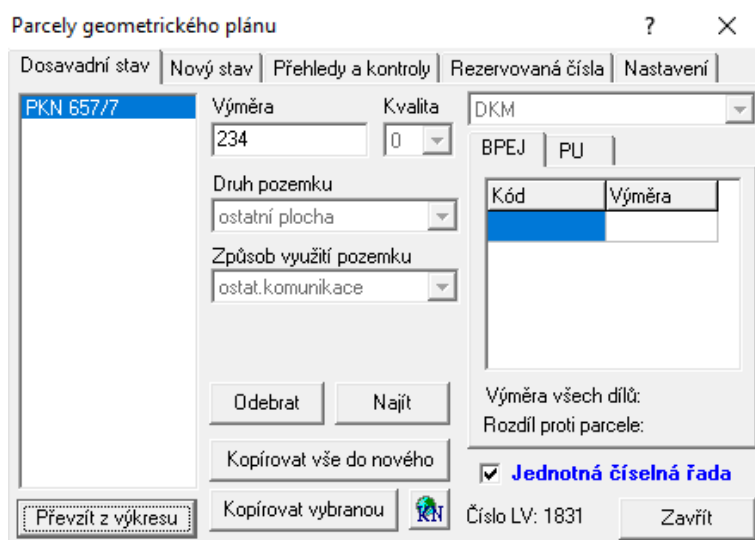 Parcely geometrického plánu
Dosavadní stav
Nový stav
Přehledy a kontroly
Rezervovaná čísla
Nastavení
PKN 657/7
Výměra
Kvalita
234
0
Druh pozemku
ostatní plocha
Způsob využití pozemku
ostat.komunikace
Odebrat
Najít
Kopírovat vše do nového
Kopírovat vybranou
KN
Převzít z výkresu
DKM
BPEJ
PU
Kód
Výměra
Výměra všech dílů:
Rozdíl proti parcele:
Jednotná číselná řada
Číslo LV: 1831
Zavřít